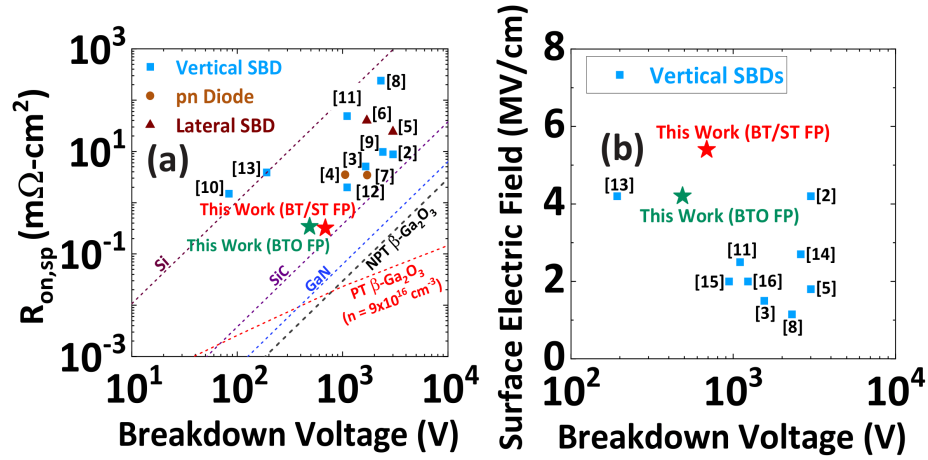 10³
10¹
10⁻¹
10⁻³
10¹
10²
10³
10⁴
R_on,sp (mΩ-cm²)
Breakdown Voltage (V)
Vertical SBD
pn Diode
Lateral SBD
(a)
[8]
[11]
[6]
[5]
[9]
[2]
[3]
[4]
[7]
[12]
[13]
[10]
This Work (BT/ST FP)
This Work (BTO FP)
Si
SiC
GaN
NPT β-Ga₂O₃
PT β-Ga₂O₃
(n = 9x10¹⁶ cm⁻³)
8
6
4
2
0
10²
10³
10⁴
Surface Electric Field (MV/cm)
Breakdown Voltage (V)
Vertical SBDs
(b)
This Work (BT/ST FP)
[13]
[2]
This Work (BTO FP)
[11]
[14]
[15]
[16]
[5]
[3]
[8]